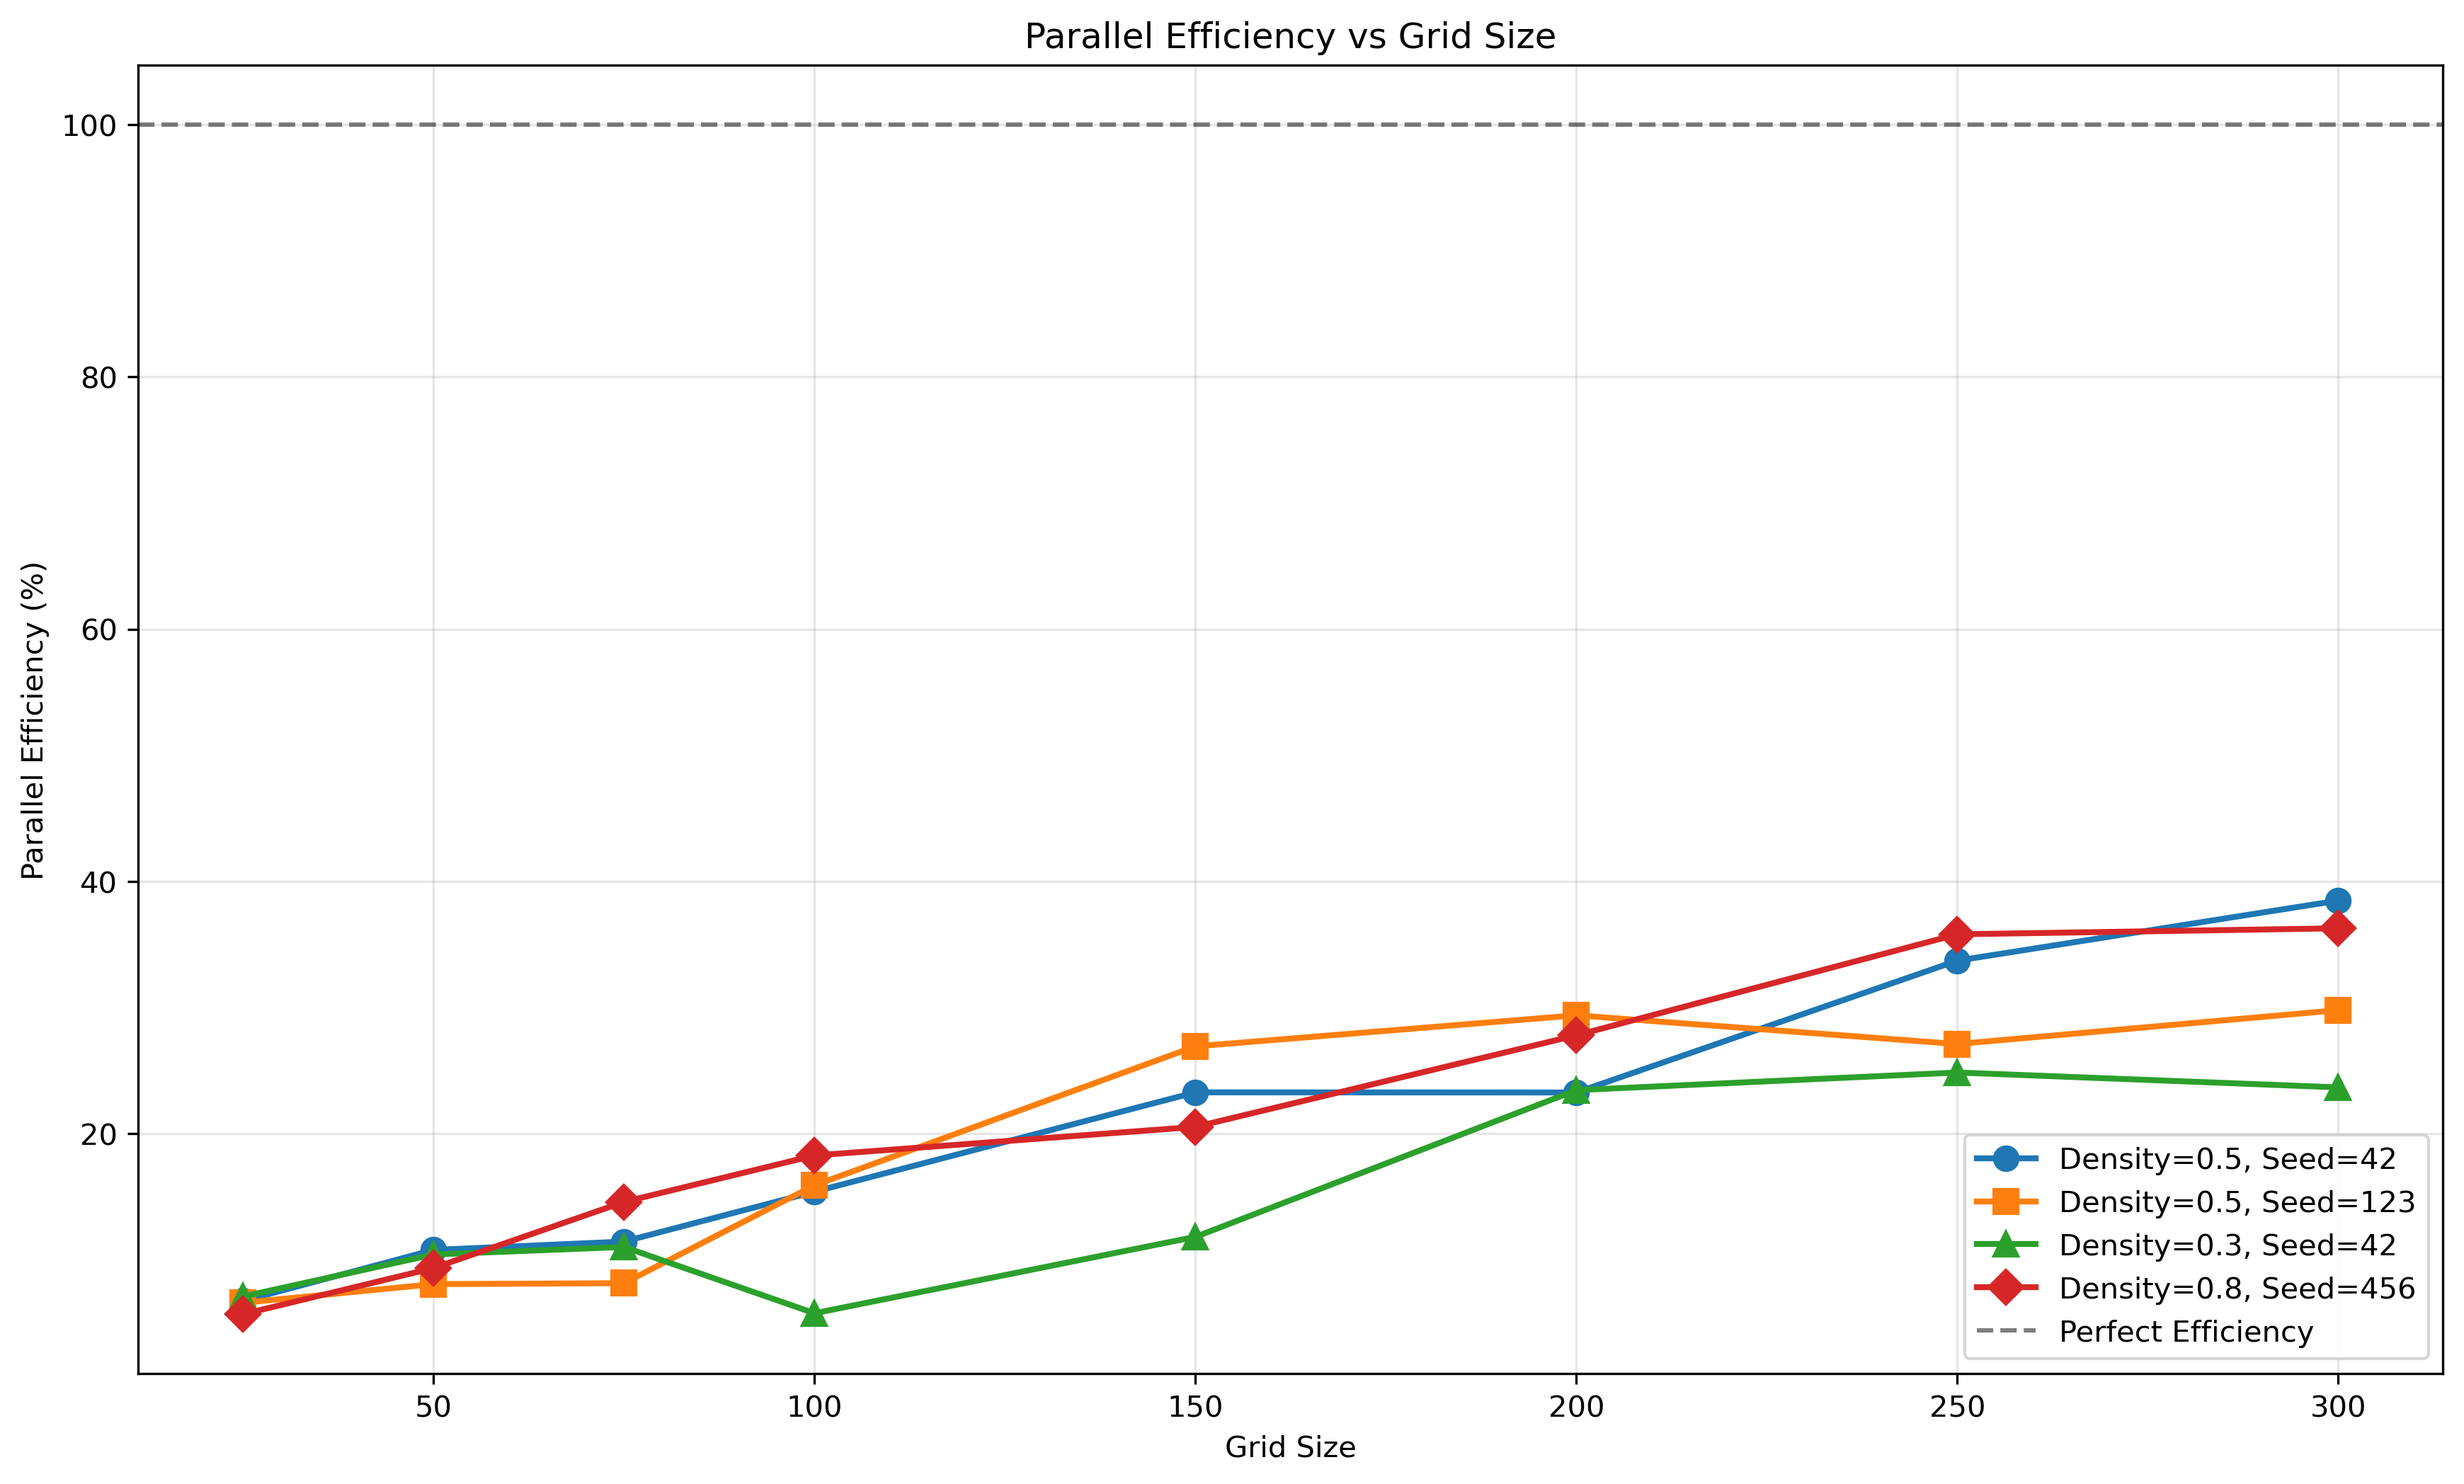 Parallel Efficiency vs Grid Size
Parallel Efficiency (%)
100
80
60
40
20
50
100
150
200
250
300
Grid Size
Density=0.5, Seed=42
Density=0.5, Seed=123
Density=0.3, Seed=42
Density=0.8, Seed=456
Perfect Efficiency